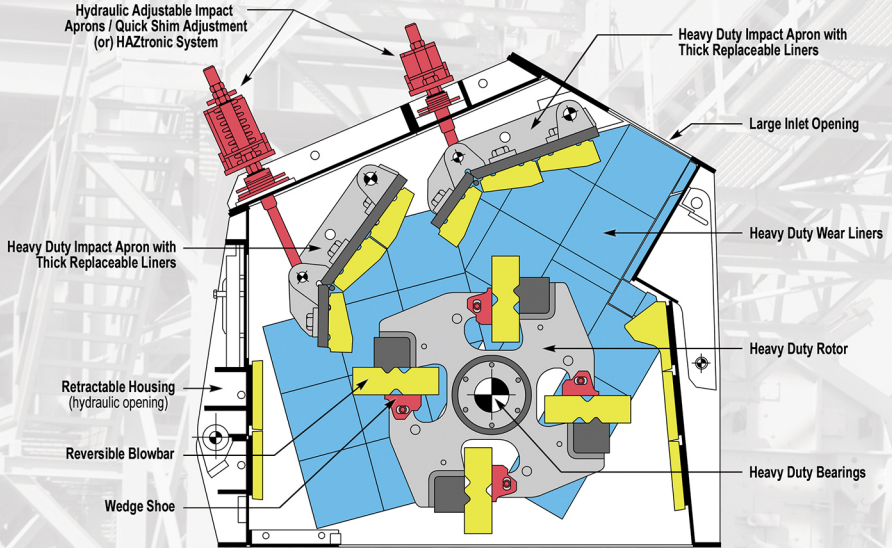 Hydraulic Adjustable Impact
Aprons / Quick Shim Adjustment
(or) HAZtronic System
Heavy Duty Impact Apron with
Thick Replaceable Liners
Large Inlet Opening
Heavy Duty Wear Liners
Heavy Duty Impact Apron with
Thick Replaceable Liners
Heavy Duty Rotor
Retractable Housing
(hydraulic opening)
Reversible Blowbar
Heavy Duty Bearings
Wedge Shoe